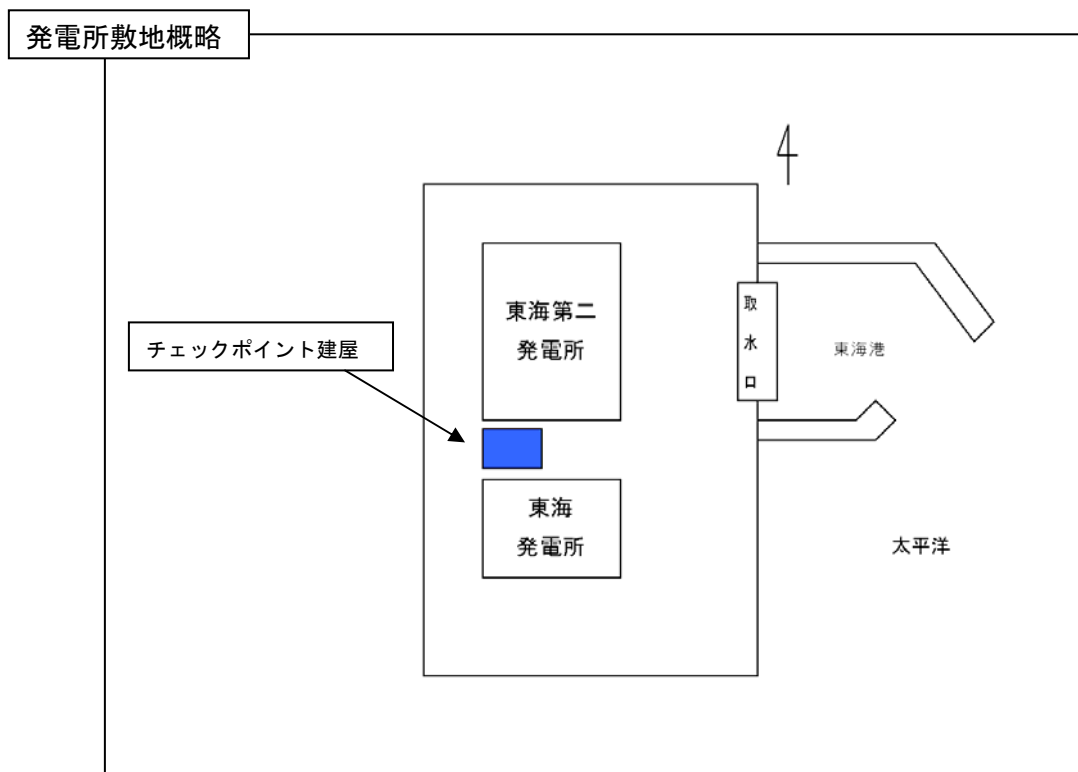 発電所敷地概略
東海第二
発電所
取
水
口
東海港
チェックポイント建屋
東海
発電所
太平洋